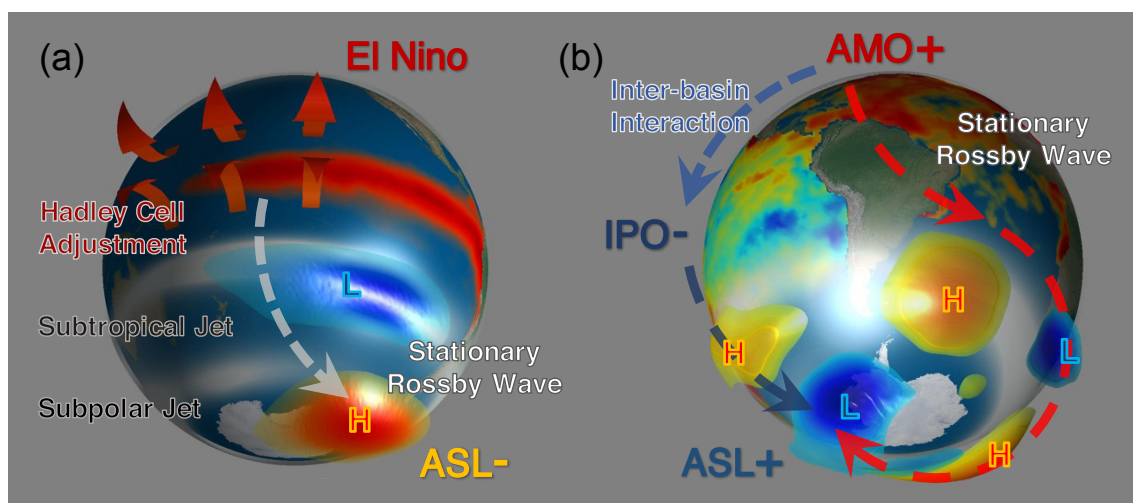 (a)
El Nino
Hadley Cell
Adjustment
L
Subtropical Jet
Stationary
Rossby Wave
Subpolar Jet
H
ASL-
(b)
AMO+
Inter-basin
Interaction
Stationary
Rossby Wave
IPO-
H
H
L
L
H
ASL+